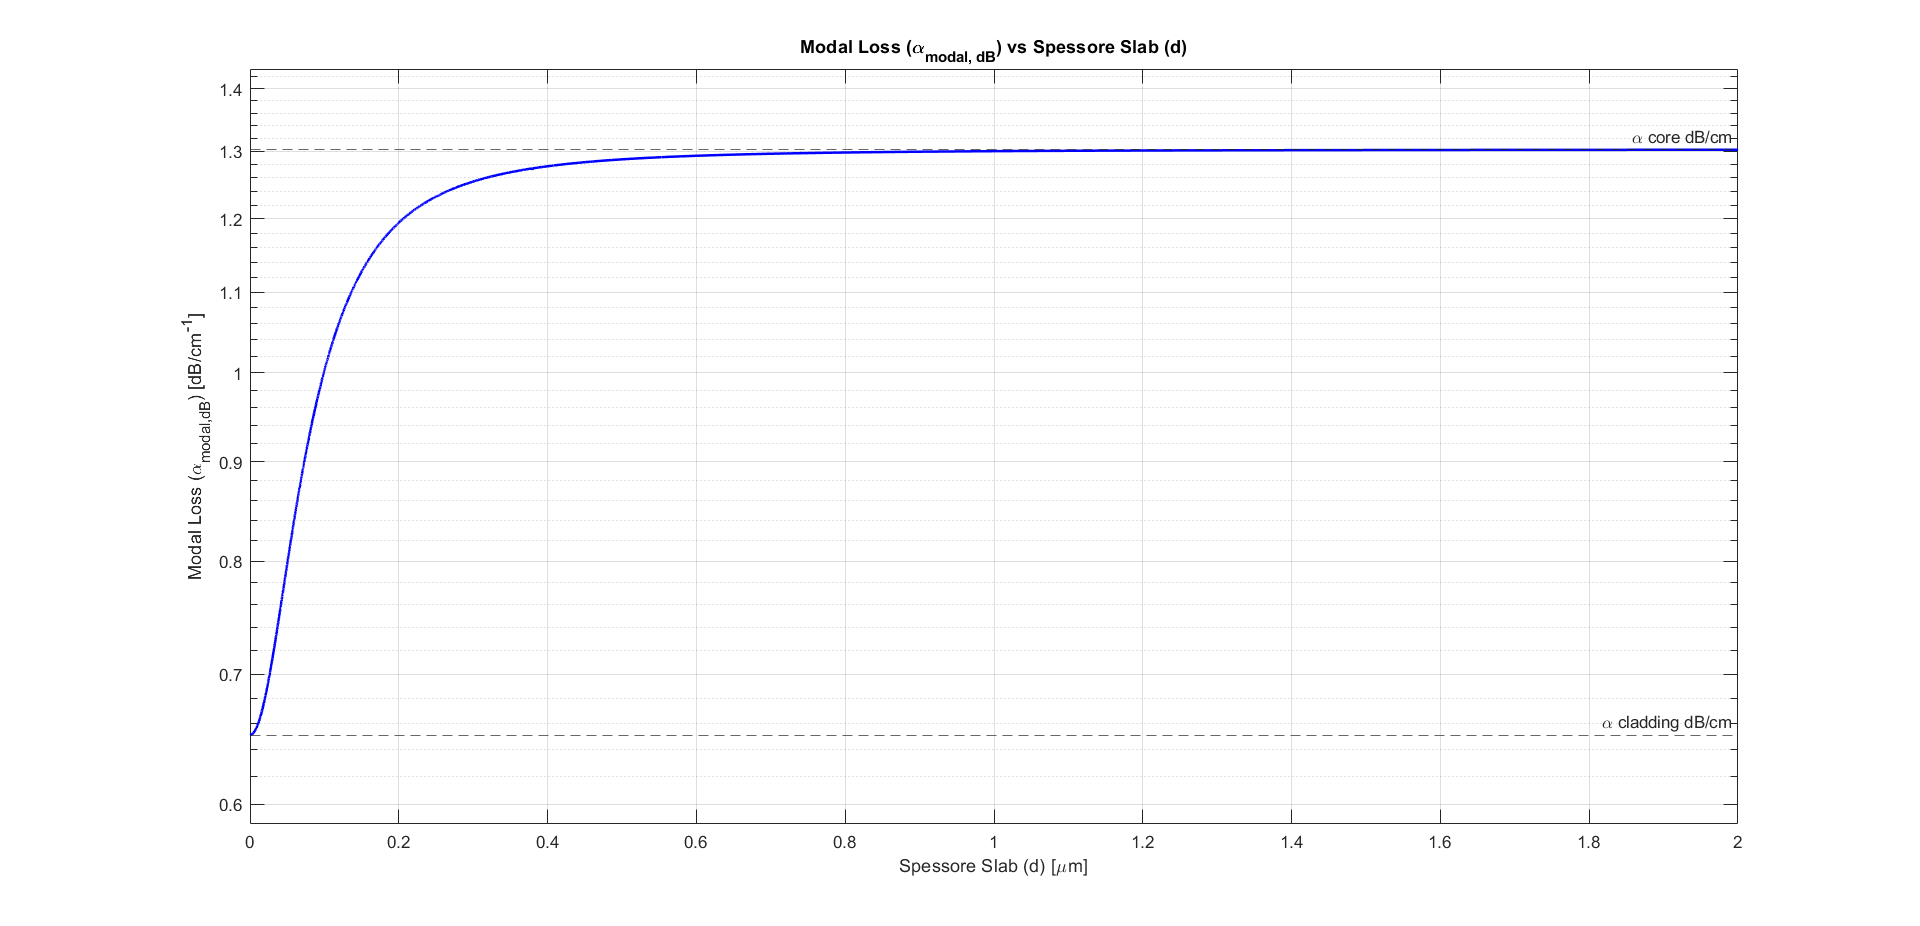 Modal Loss (α_modal, dB) vs Spessore Slab (d)
1.4
1.3
1.2
1.1
1
0.9
0.8
0.7
0.6
Modal Loss (α_modal,dB) [dB/cm^-1]
α core dB/cm
α cladding dB/cm
0 0.2 0.4 0.6 0.8 1 1.2 1.4 1.6 1.8 2
Spessore Slab (d) [μm]